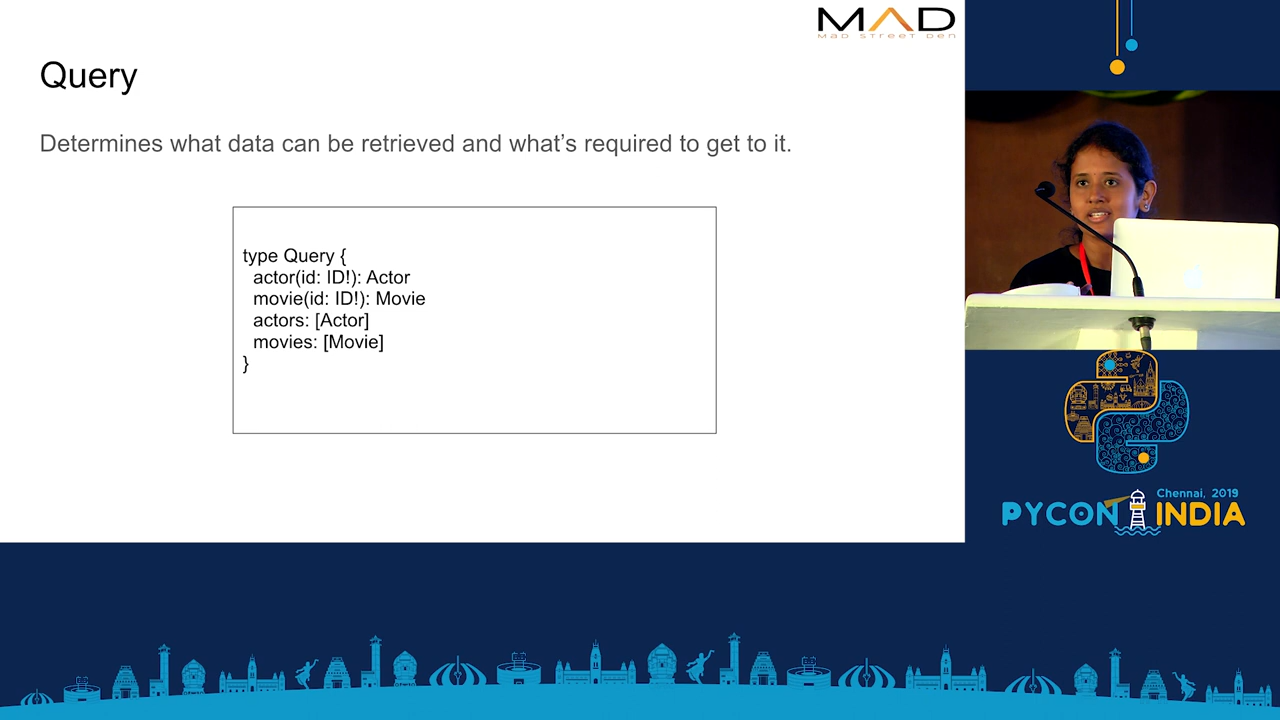 MAD
MAD STREET DEN
Query
Determines what data can be retrieved and what’s required to get to it.
type Query {
actor(id: ID!): Actor
movie(id: ID!): Movie
actors: [Actor]
movies: [Movie]
}
Chennai, 2019
PYCON INDIA